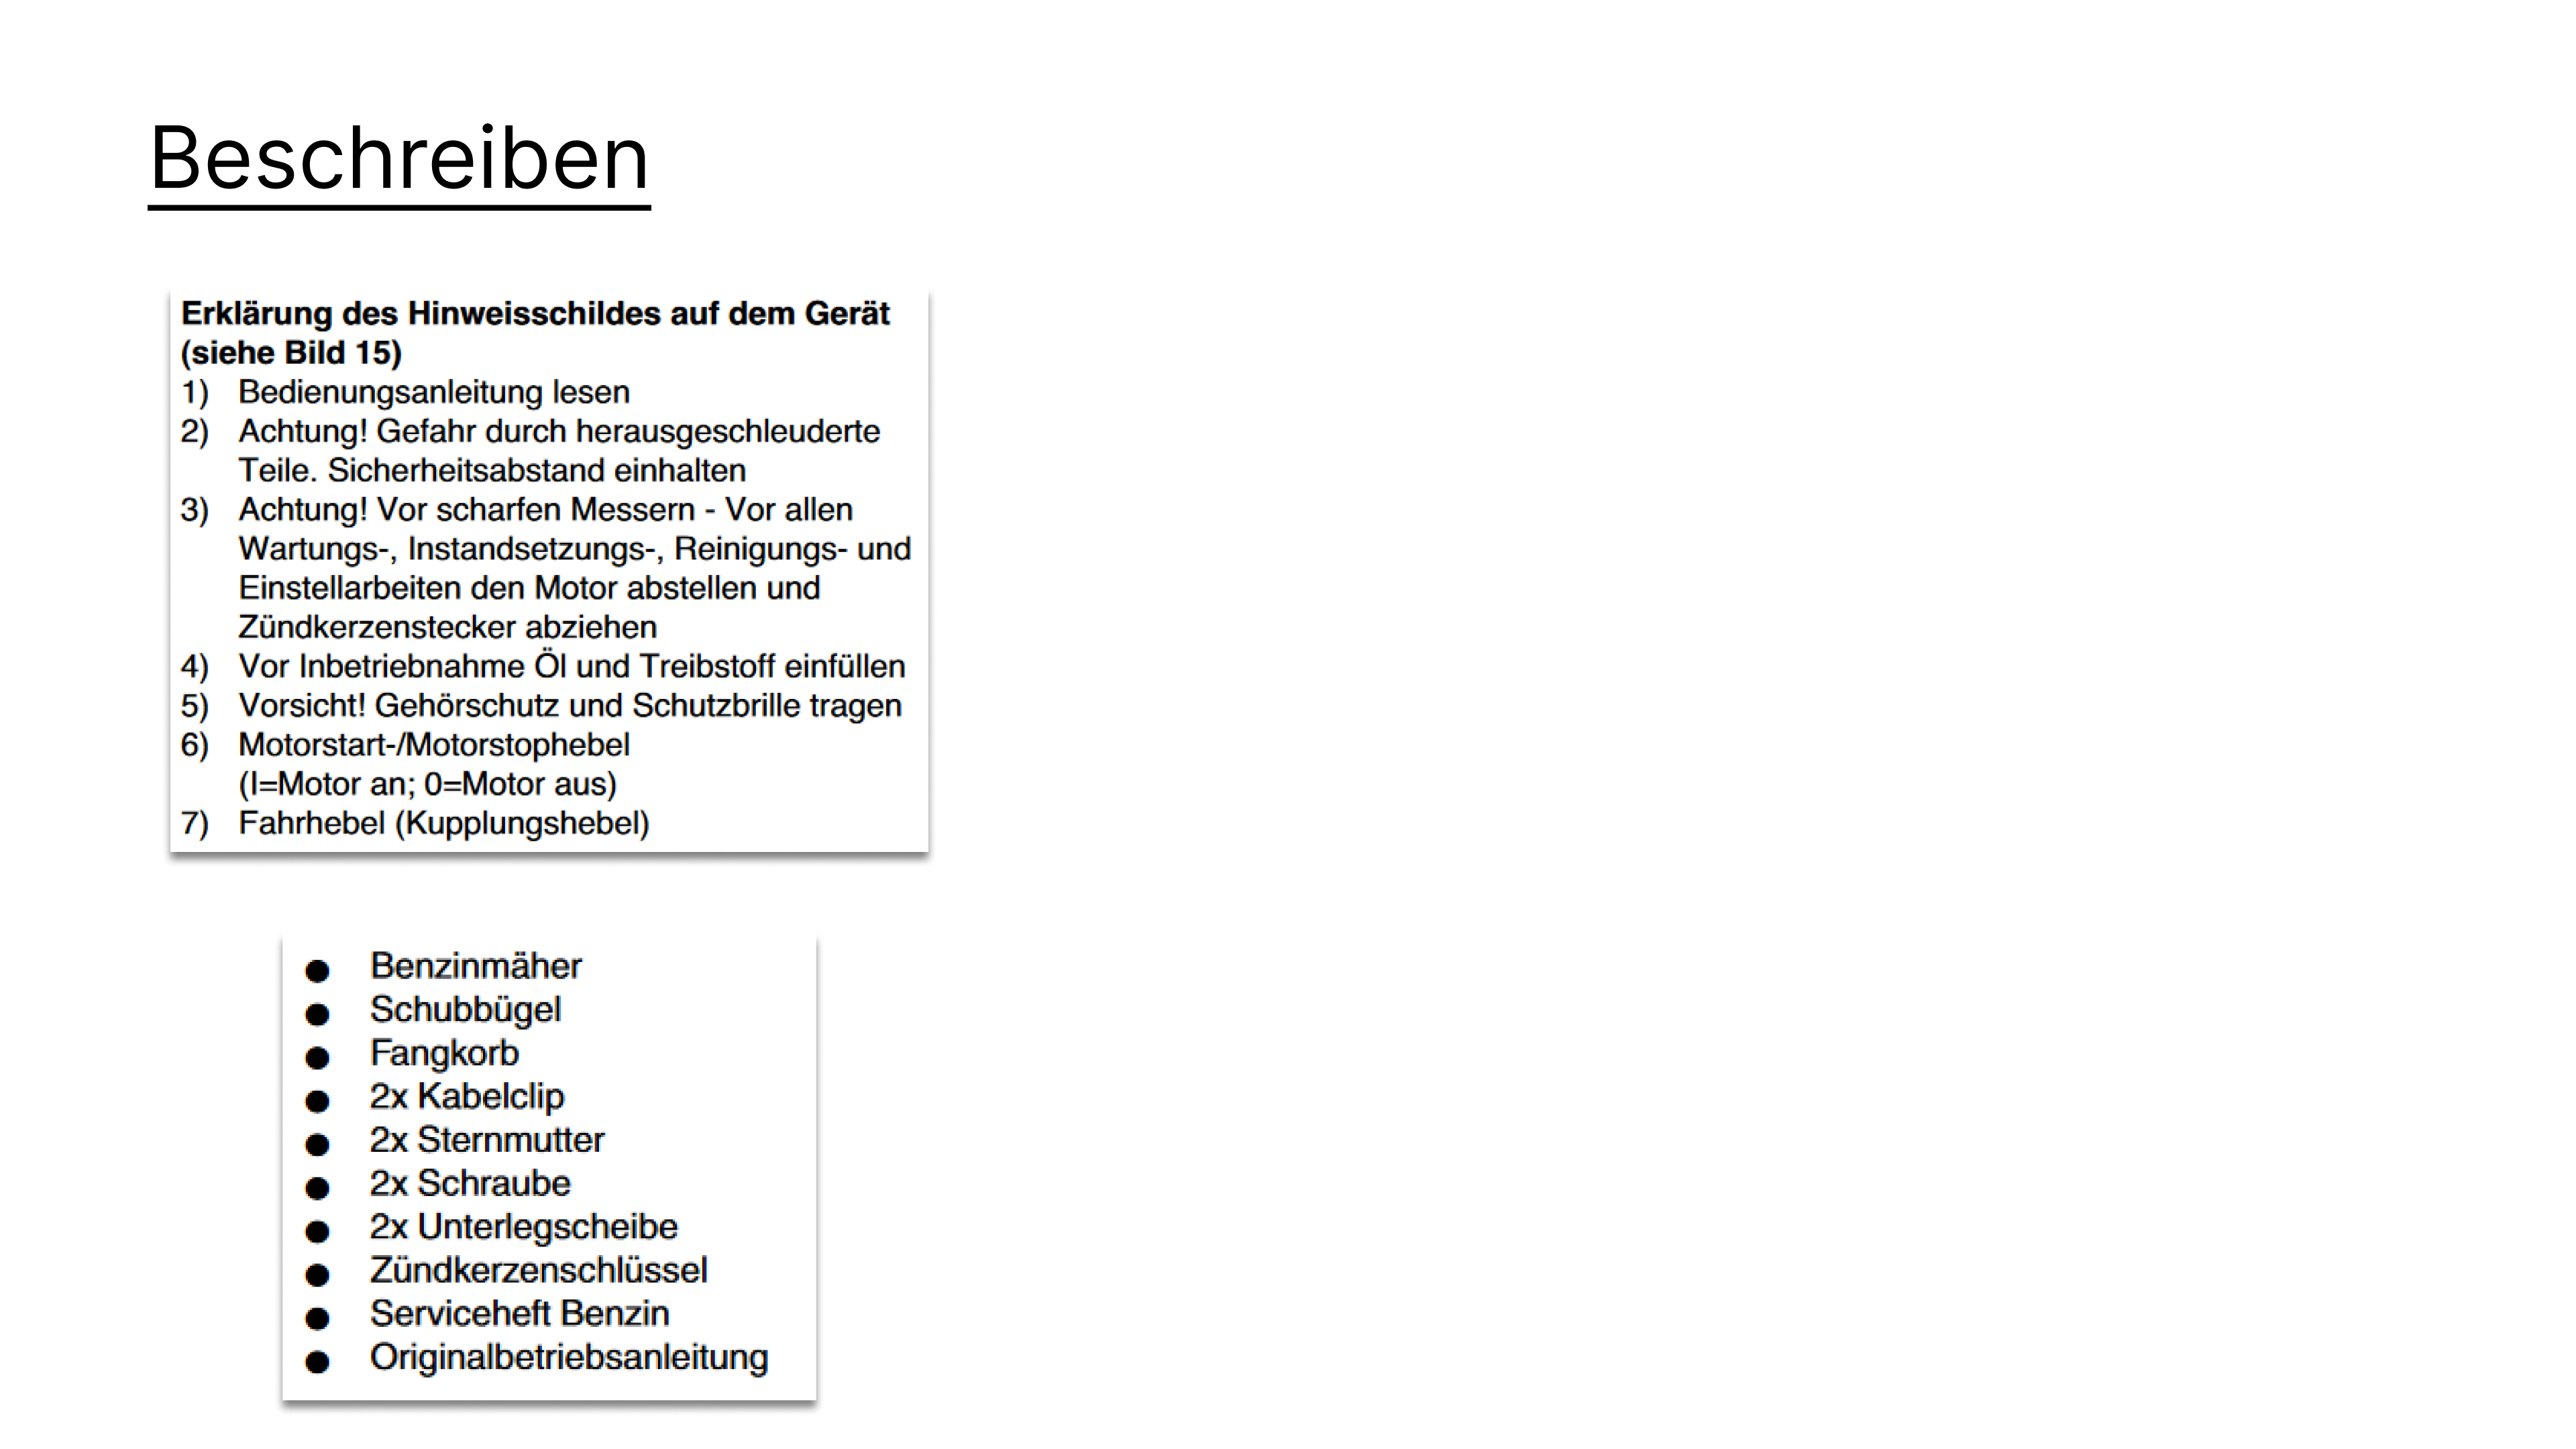 Beschreiben
Erklärung des Hinweisschildes auf dem Gerät
(siehe Bild 15)
1) Bedienungsanleitung lesen
2) Achtung! Gefahr durch herausgeschleuderte
Teile. Sicherheitsabstand einhalten
3) Achtung! Vor scharfen Messern - Vor allen
Wartungs-, Instandsetzungs-, Reinigungs- und
Einstellarbeiten den Motor abstellen und
Zündkerzenstecker abziehen
4) Vor Inbetriebnahme Öl und Treibstoff einfüllen
5) Vorsicht! Gehörschutz und Schutzbrille tragen
6) Motorstart-/Motorstophebel
(I=Motor an; 0=Motor aus)
7) Fahrhebel (Kupplungshebel)
● Benzinmäher
● Schubbügel
● Fangkorb
● 2x Kabelclip
● 2x Sternmutter
● 2x Schraube
● 2x Unterlegscheibe
● Zündkerzenschlüssel
● Serviceheft Benzin
● Originalbetriebsanleitung